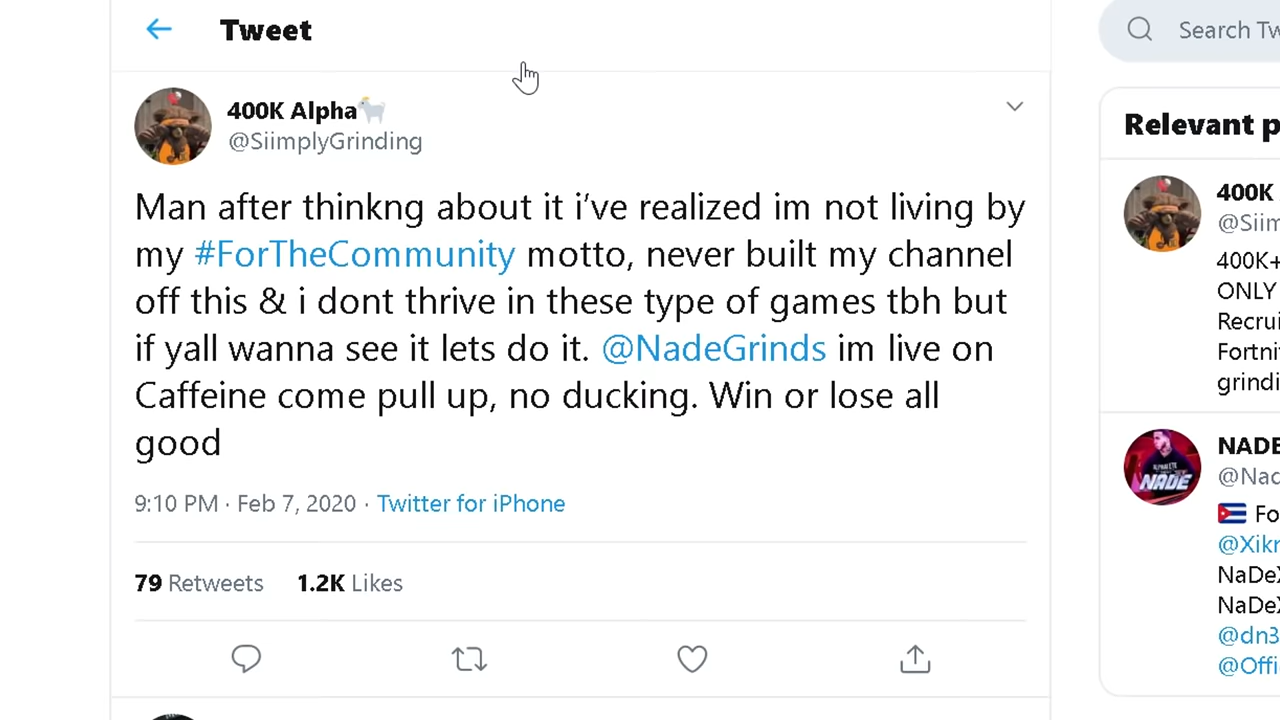 Tweet
Search Tw
400K Alpha🐐
@SiimplyGrinding
Man after thinkng about it i've realized im not living by
my #ForTheCommunity motto, never built my channel
off this & i dont thrive in these type of games tbh but
if yall wanna see it lets do it. @NadeGrinds im live on
Caffeine come pull up, no ducking. Win or lose all
good
9:10 PM · Feb 7, 2020 · Twitter for iPhone
79 Retweets 1.2K Likes
Relevant p
400K
@Siim
400K+
ONLY
Recrui
Fortni
grindi
NADE
NADE
@Nac
🇨🇺 Fo
@Xikr
NaDeX
NaDeX
@dn3
@Offi